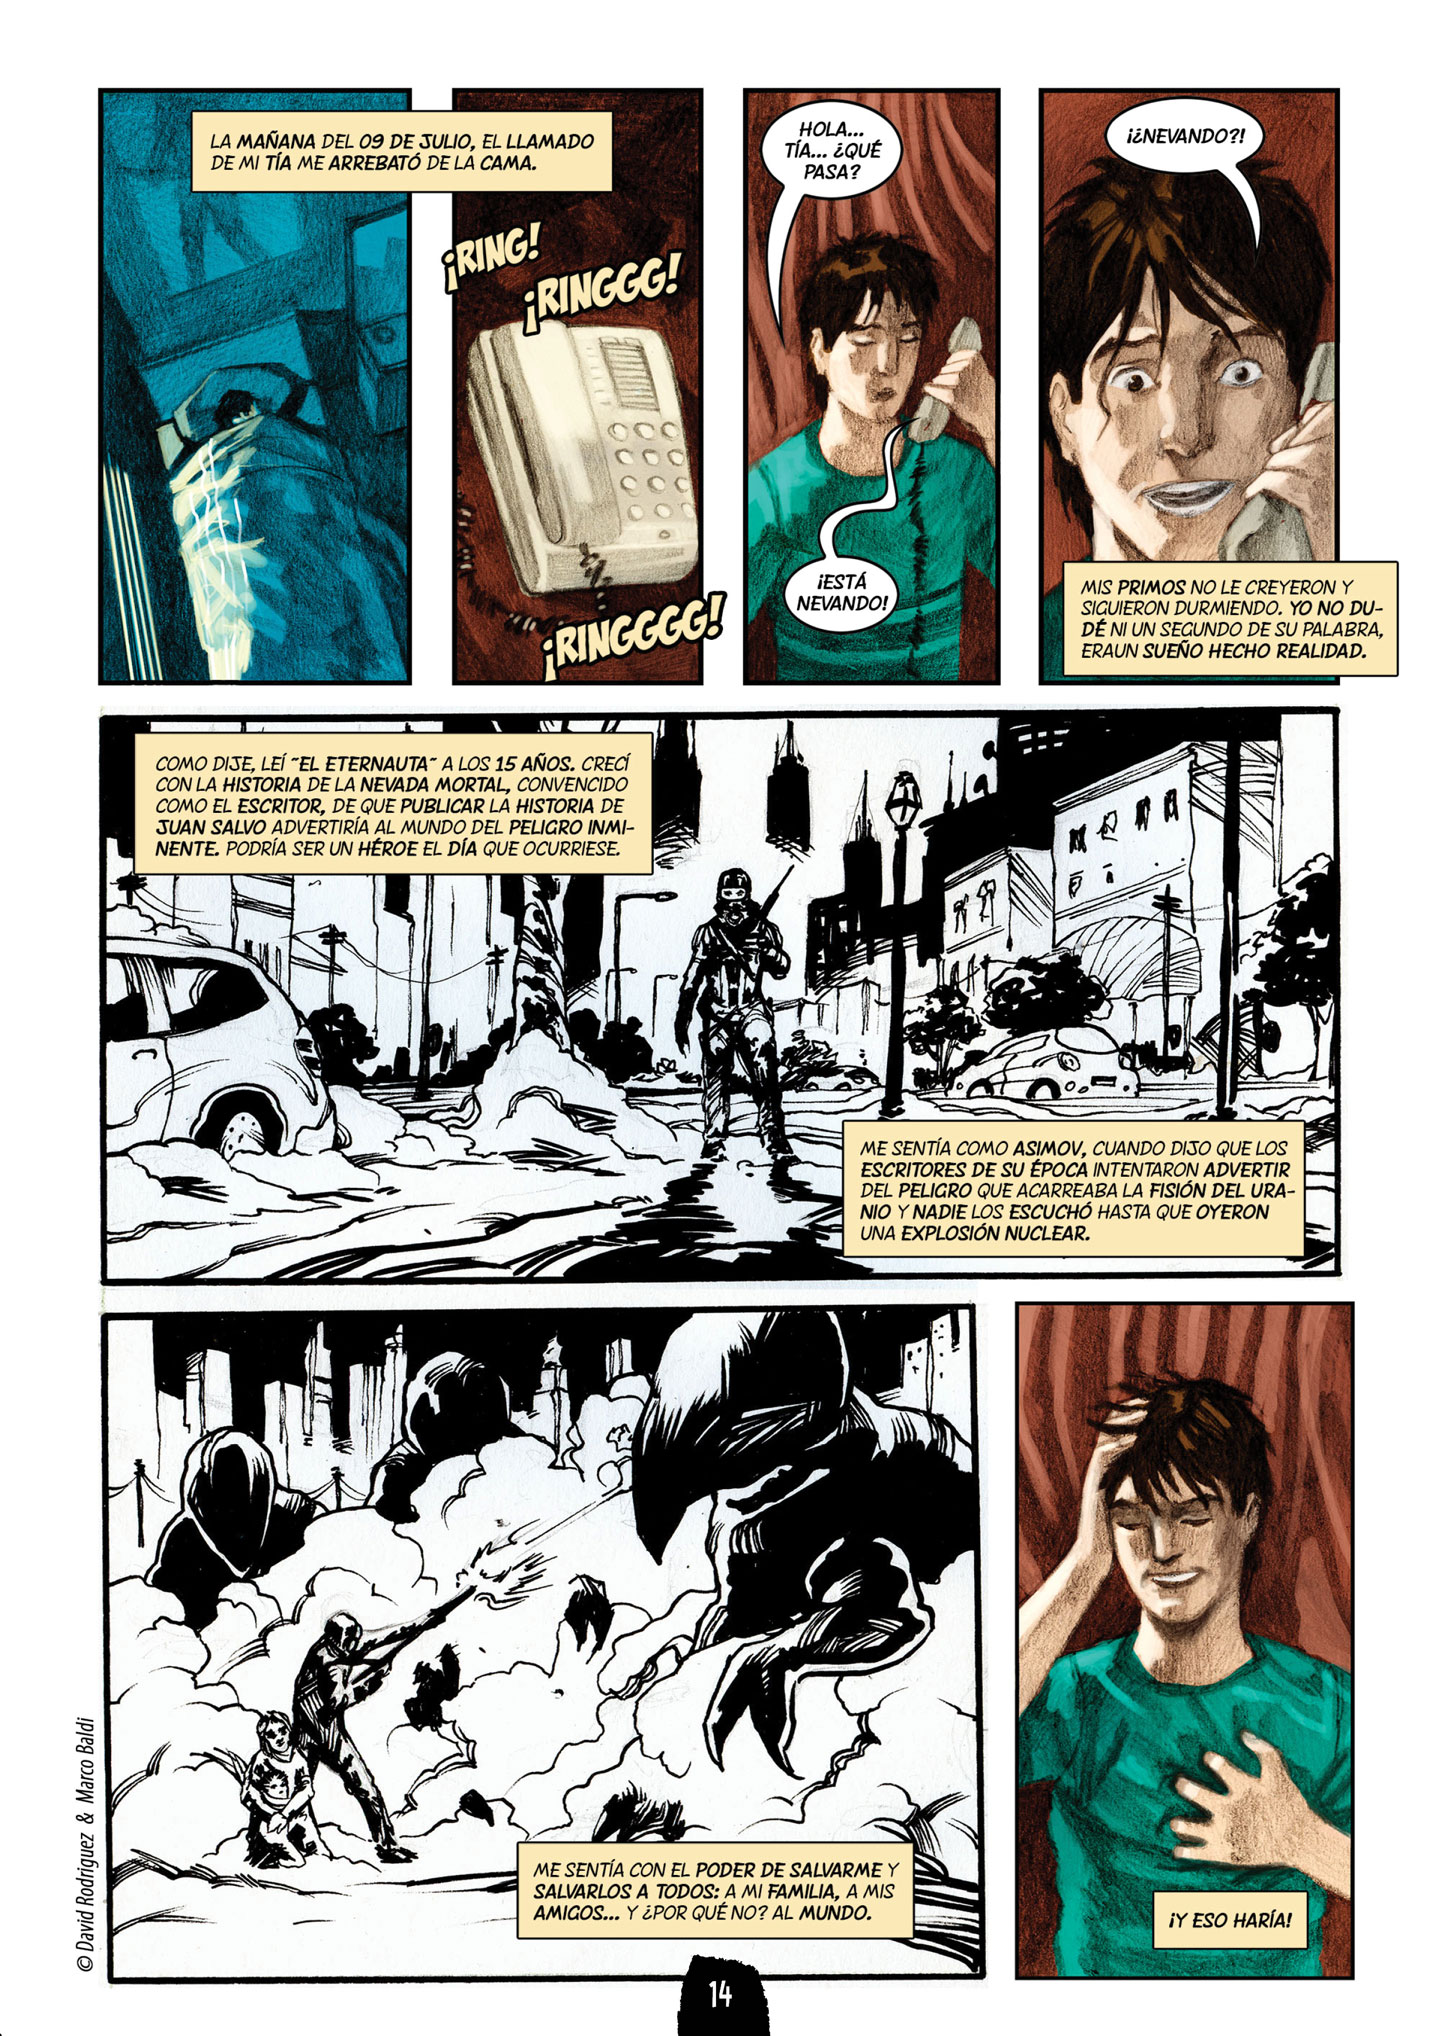 LA MAÑANA DEL 09 DE JULIO, EL LLAMADO
DE MI TÍA ME ARREBATÓ DE LA CAMA.
¡RING!
¡RINGGG!
¡RINGGGG!
HOLA...
TÍA... ¿QUÉ
PASA?
¡ESTÁ
NEVANDO!
¡¿NEVANDO?!
MIS PRIMOS NO LE CREYERON Y
SIGUIERON DURMIENDO. YO NO DU-
DÉ NI UN SEGUNDO DE SU PALABRA,
ERAUN SUEÑO HECHO REALIDAD.
COMO DIJE, LEÍ "EL ETERNAUTA" A LOS 15 AÑOS. CRECÍ
CON LA HISTORIA DE LA NEVADA MORTAL, CONVENCIDO
COMO EL ESCRITOR, DE QUE PUBLICAR LA HISTORIA DE
JUAN SALVO ADVERTIRÍA AL MUNDO DEL PELIGRO INMI-
NENTE. PODRÍA SER UN HÉROE EL DÍA QUE OCURRIESE.
ME SENTÍA COMO ASIMOV, CUANDO DIJO QUE LOS
ESCRITORES DE SU ÉPOCA INTENTARON ADVERTIR
DEL PELIGRO QUE ACARREABA LA FISIÓN DEL URA-
NIO Y NADIE LOS ESCUCHÓ HASTA QUE OYERON
UNA EXPLOSIÓN NUCLEAR.
ME SENTÍA CON EL PODER DE SALVARME Y
SALVARLOS A TODOS: A MI FAMILIA, A MIS
AMIGOS... Y ¿POR QUÉ NO? AL MUNDO.
¡Y ESO HARÍA!
© David Rodriguez & Marco Baldi
14